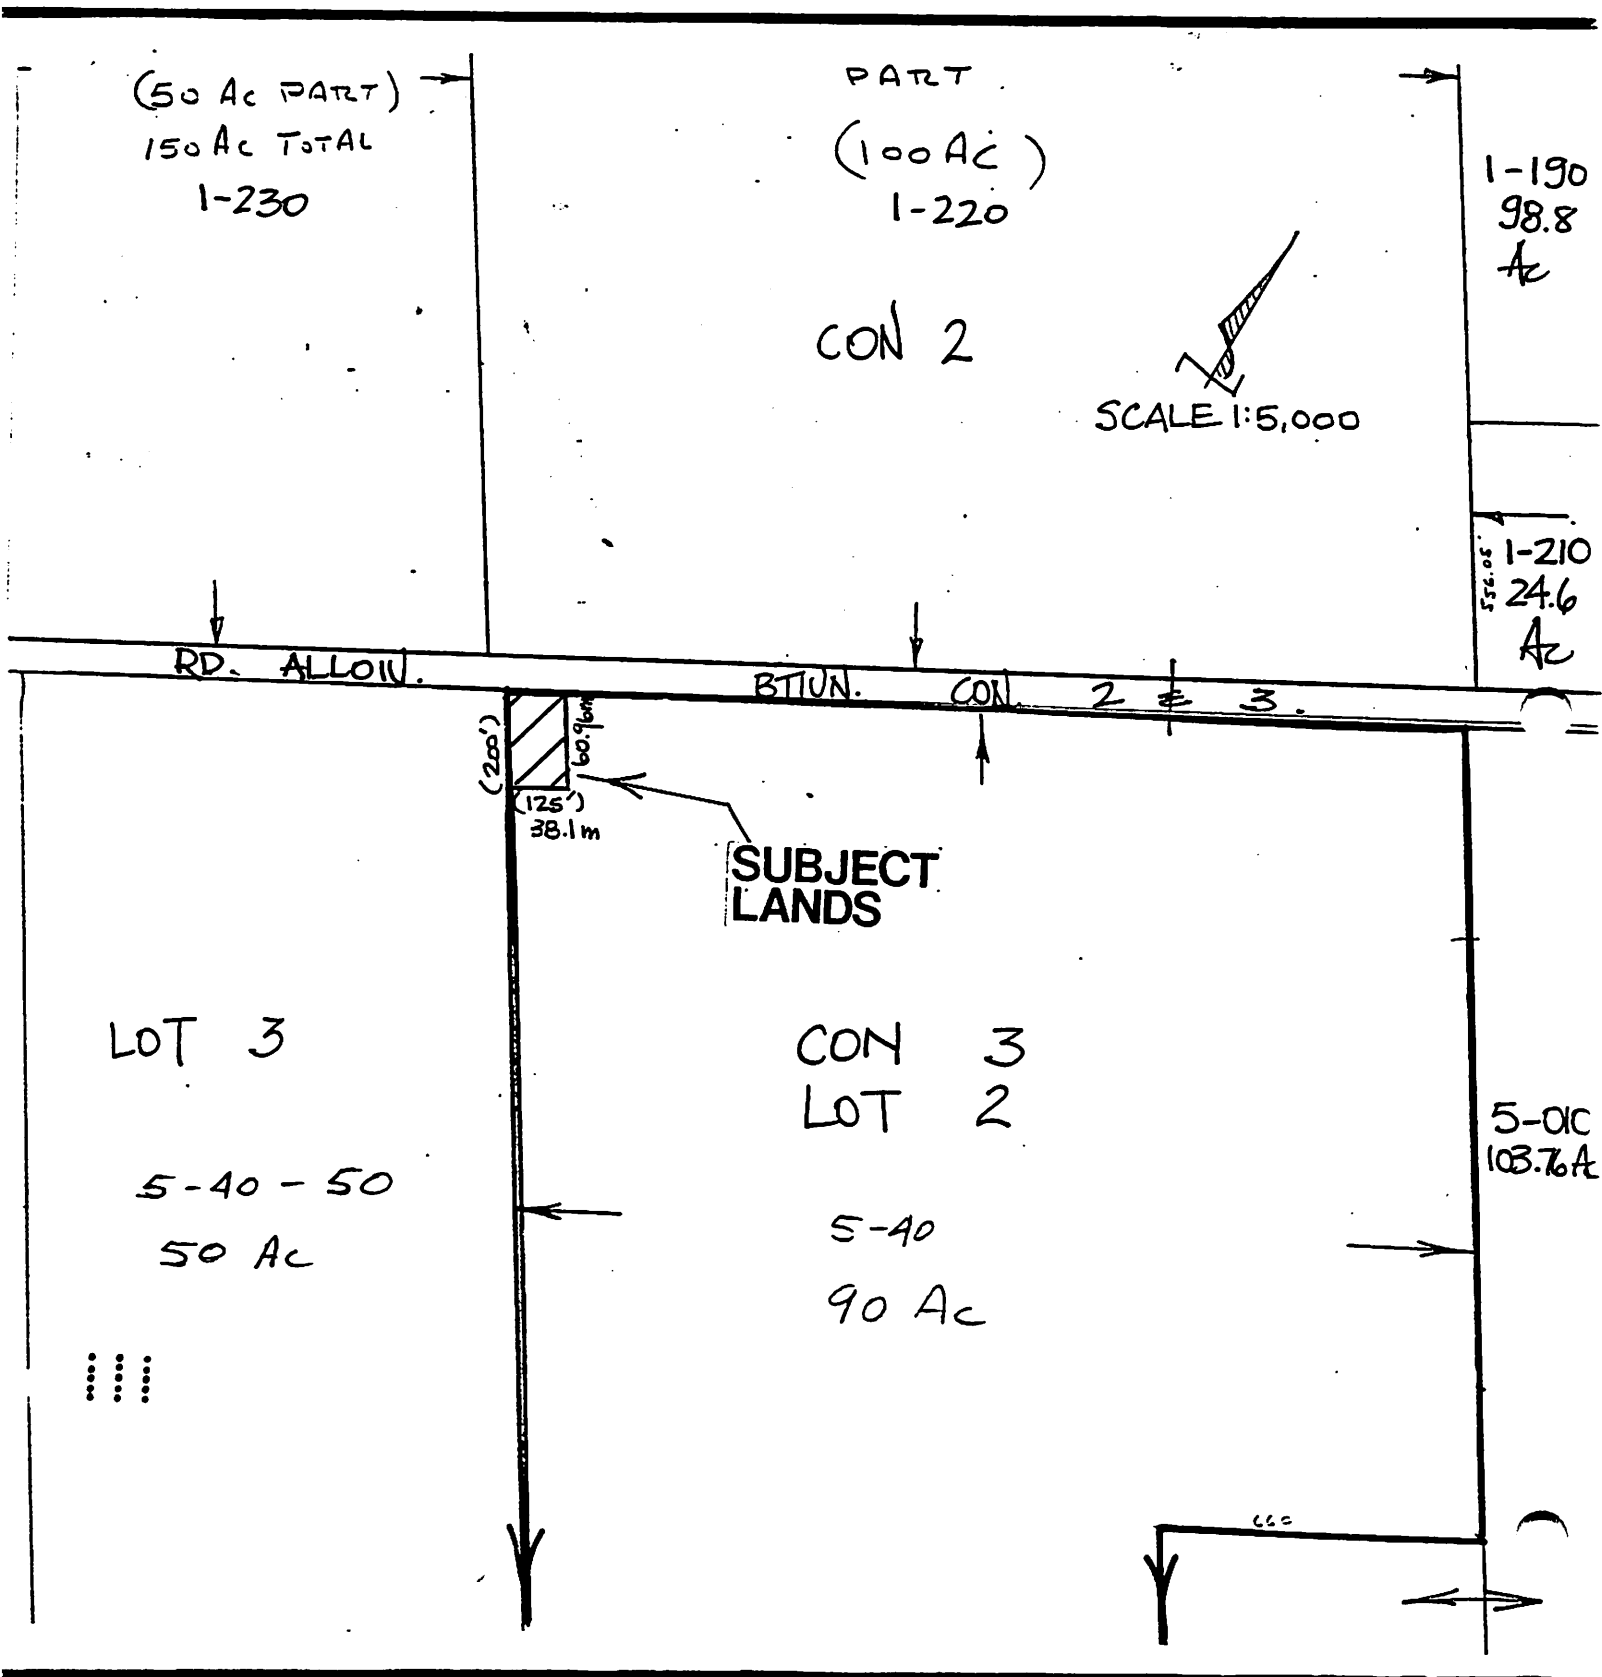 (50 Ac PART)
150 Ac TOTAL
1-230
PART
(100 AC)
1-220
1-190
98.8
Ac
CON 2
N
SCALE 1:5,000
556.05'
1-210
24.6
Ac
RD. ALLOW. BTWN. CON. 2 & 3.
(200')
60.96m
(125')
38.1m
SUBJECT
LANDS
LOT 3
CON 3
LOT 2
5-40-50
50 Ac
5-40
90 Ac
103.76 Ac